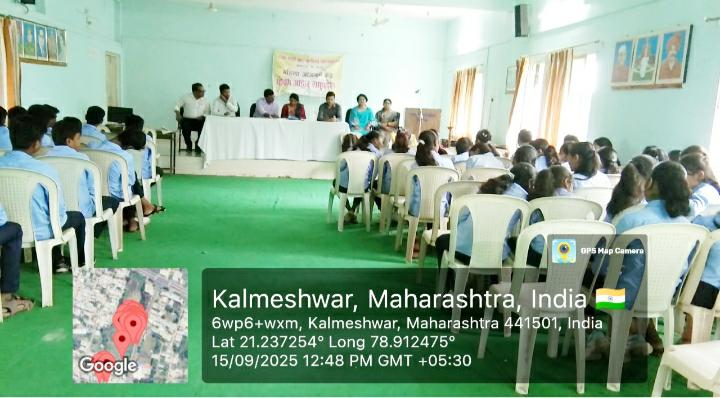 GPS Map Camera
Kalmeshwar, Maharashtra, India
6wp6+wxm, Kalmeshwar, Maharashtra 441501, India
Lat 21.237254° Long 78.912475°
15/09/2025 12:48 PM GMT +05:30
Google